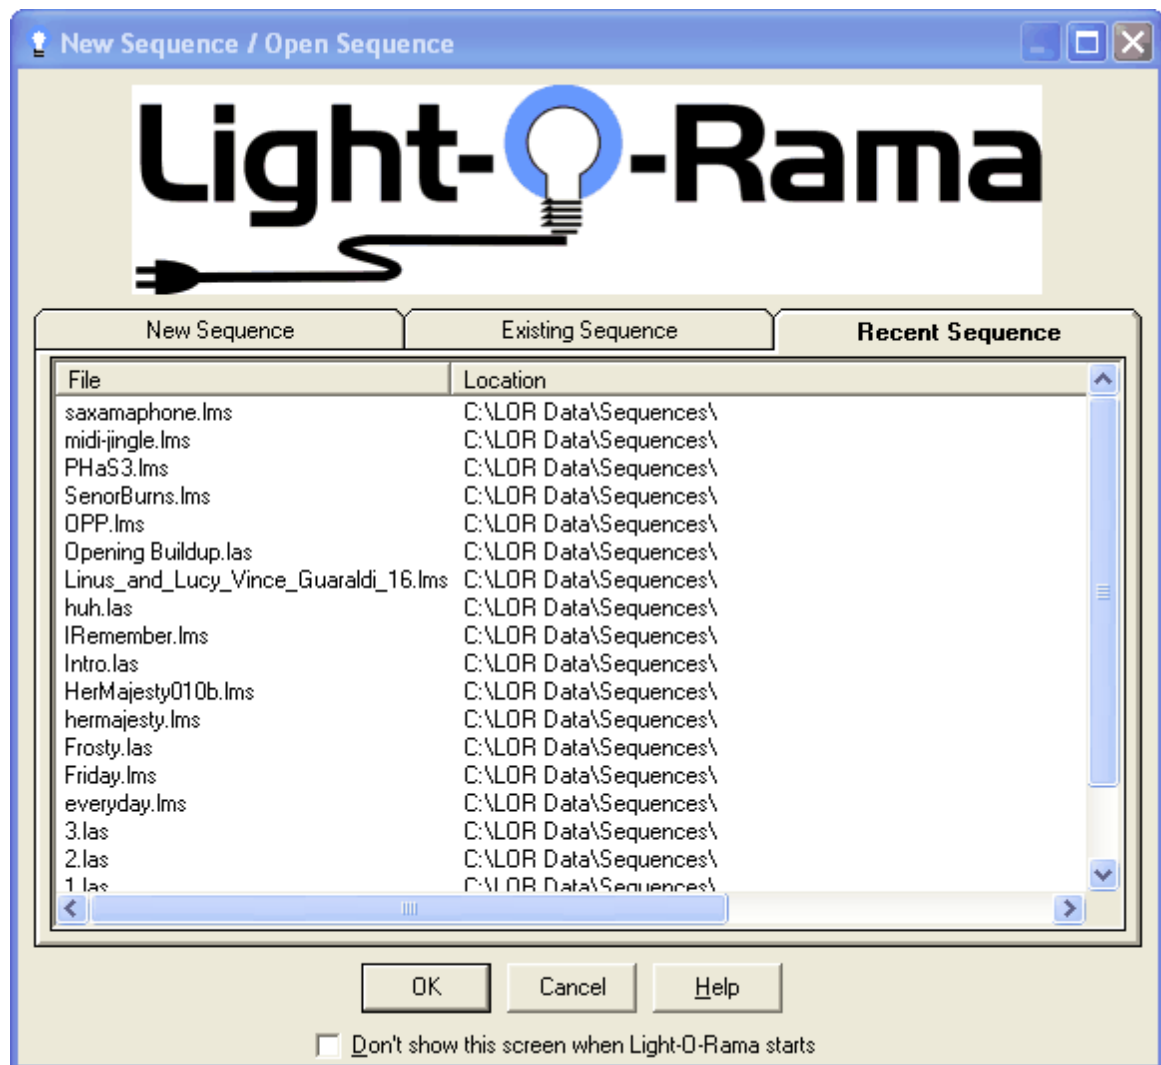 New Sequence / Open Sequence
Light-O-Rama
New Sequence Existing Sequence Recent Sequence
File Location
saxamaphone.lms C:\LOR Data\Sequences\
midi-jingle.lms C:\LOR Data\Sequences\
PHaS3.lms C:\LOR Data\Sequences\
SenorBurns.lms C:\LOR Data\Sequences\
OPP.lms C:\LOR Data\Sequences\
Opening Buildup.las C:\LOR Data\Sequences\
Linus_and_Lucy_Vince_Guaraldi_16.lms C:\LOR Data\Sequences\
huh.las C:\LOR Data\Sequences\
IRemember.lms C:\LOR Data\Sequences\
Intro.las C:\LOR Data\Sequences\
HerMajesty010b.lms C:\LOR Data\Sequences\
hermajesty.lms C:\LOR Data\Sequences\
Frosty.las C:\LOR Data\Sequences\
Friday.lms C:\LOR Data\Sequences\
everyday.lms C:\LOR Data\Sequences\
3.las C:\LOR Data\Sequences\
2.las C:\LOR Data\Sequences\
1.las C:\LOR Data\Sequences\
OK Cancel Help
Don't show this screen when Light-O-Rama starts